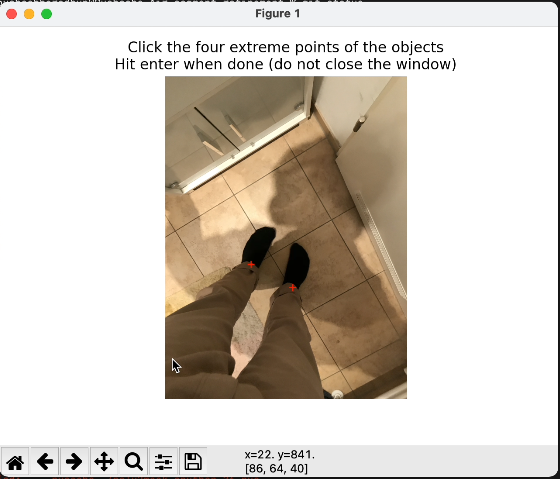 Figure 1
Click the four extreme points of the objects
Hit enter when done (do not close the window)
x=22. y=841.
[86, 64, 40]